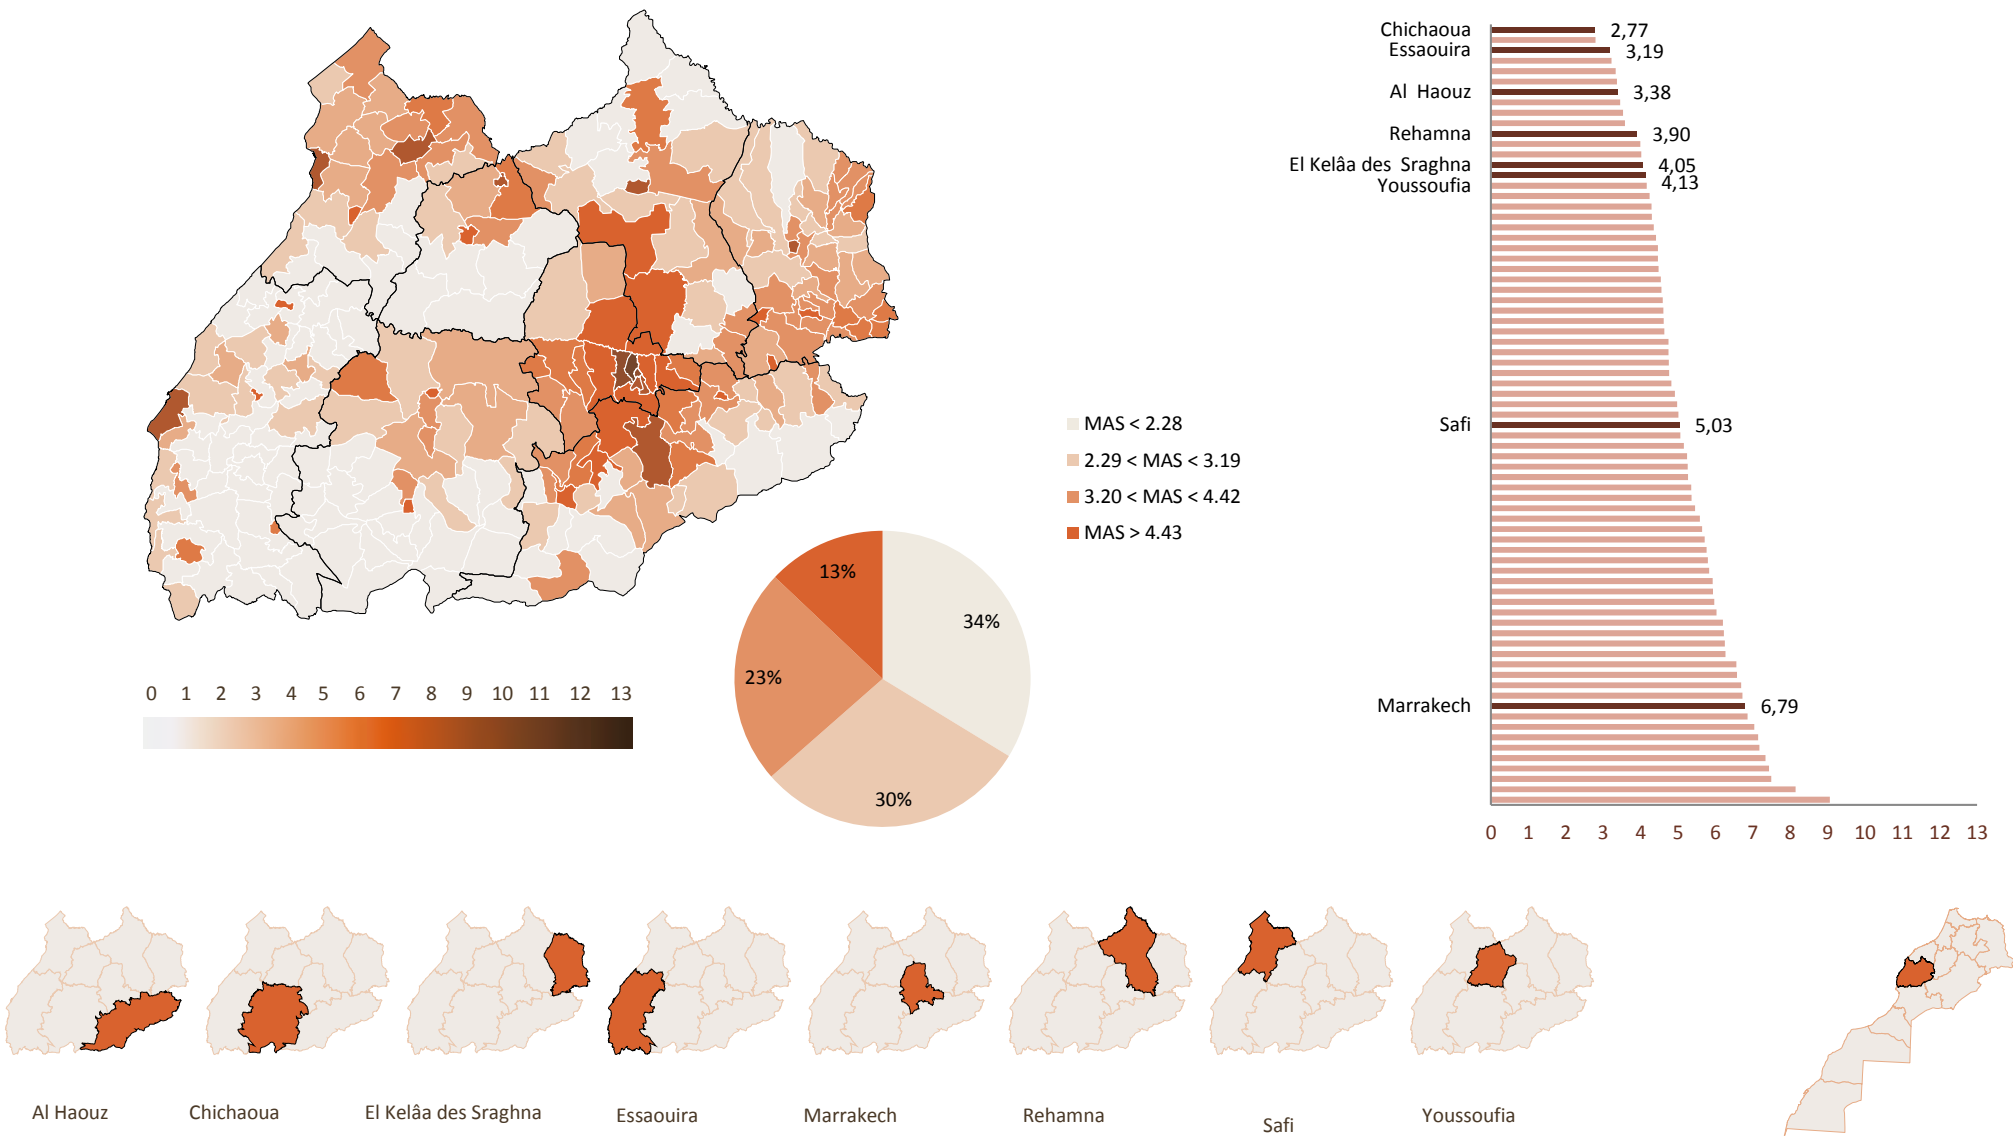 Chichaoua 2,77
Essaouira 3,19
Al Haouz 3,38
Rehamna 3,90
El Kelâa des Sraghna 4,05
Youssoufia 4,13
Safi 5,03
Marrakech 6,79
0 1 2 3 4 5 6 7 8 9 10 11 12 13
MAS < 2.28
2.29 < MAS < 3.19
3.20 < MAS < 4.42
MAS > 4.43
13%
34%
23%
30%
0 1 2 3 4 5 6 7 8 9 10 11 12 13
Al Haouz
Chichaoua
El Kelâa des Sraghna
Essaouira
Marrakech
Rehamna
Safi
Youssoufia